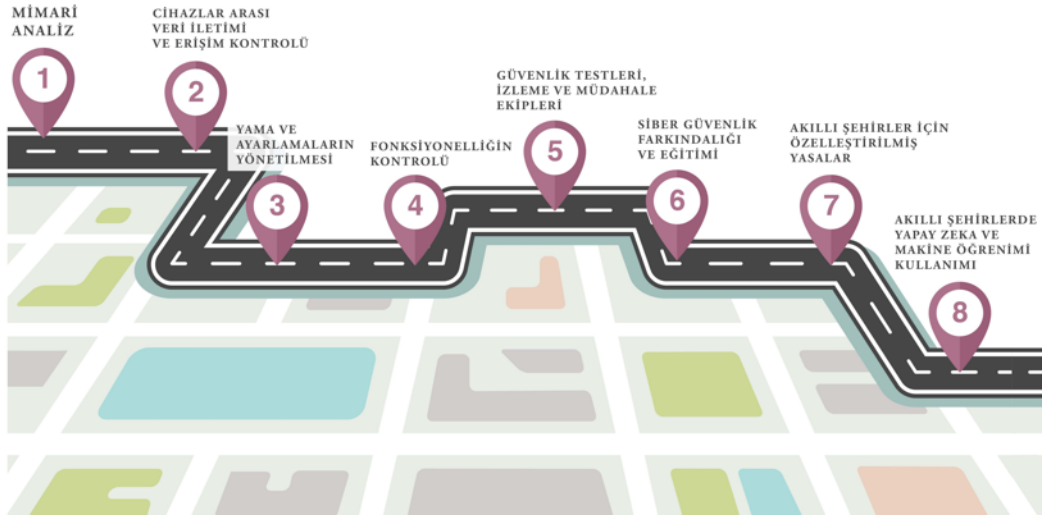 MİMARİ
ANALİZ
1
CİHAZLAR ARASI
VERİ İLETİMİ
VE ERİŞİM KONTROLÜ
2
YAMA VE
AYARLAMALARIN
YÖNETİLMESİ
3
FONKSİYONELLİĞİN
KONTROLÜ
4
GÜVENLİK TESTLERİ,
İZLEME VE MÜDAHALE
EKİPLERİ
5
SİBER GÜVENLİK
FARKINDALIĞI
VE EĞİTİMİ
6
AKILLI ŞEHİRLER İÇİN
ÖZELLEŞTİRİLMİŞ
YASALAR
7
AKILLI ŞEHİRLERDE
YAPAY ZEKA VE
MAKİNE ÖĞRENİMİ
KULLANIMI
8